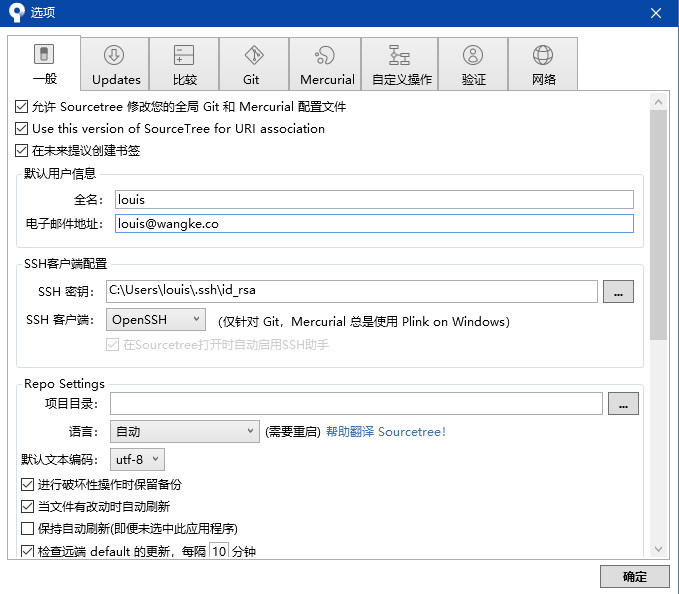 选项
一般 Updates 比较 Git Mercurial 自定义操作 验证 网络
允许 Sourcetree 修改您的全局 Git 和 Mercurial 配置文件
Use this version of SourceTree for URI association
在未来提议创建书签
默认用户信息
全名: louis
电子邮件地址: louis@wangke.co
SSH客户端配置
SSH 密钥: C:\Users\louis\.ssh\id_rsa ...
SSH 客户端: OpenSSH (仅针对 Git，Mercurial 总是使用 Plink on Windows)
在Sourcetree打开时自动启用SSH助手
Repo Settings
项目目录: ...
语言: 自动 (需要重启) 帮助翻译 Sourcetree!
默认文本编码: utf-8
进行破坏性操作时保留备份
当文件有改动时自动刷新
保持自动刷新(即便未选中此应用程序)
检查远端 default 的更新，每隔 10 分钟
确定